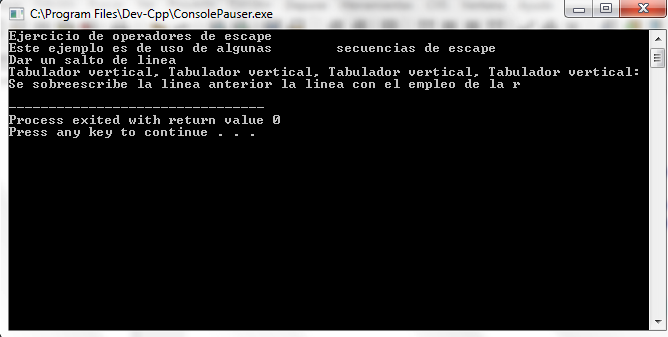 C:\Program Files\Dev-Cpp\ConsolePauser.exe
Ejercicio de operadores de escape
Este ejemplo es de uso de algunas        secuencias de escape
Dar un salto de linea
Tabulador vertical, Tabulador vertical, Tabulador vertical, Tabulador vertical:
Se sobreescribe la linea anterior la linea con el empleo de la r
--------------------------------
Process exited with return value 0
Press any key to continue . . .